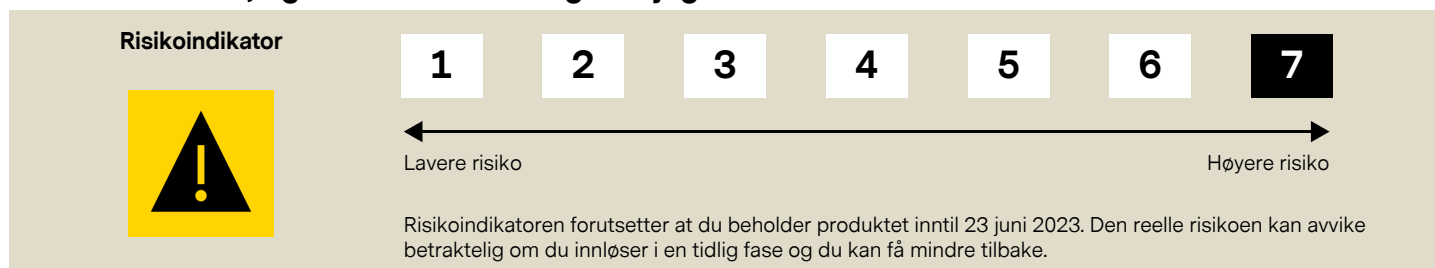 Risikoindikator
1 2 3 4 5 6 7
Lavere risiko Høyere risiko
Risikoindikatoren forutsetter at du beholder produktet inntil 23 juni 2023. Den reelle risikoen kan avvike
betraktelig om du innløser i en tidlig fase og du kan få mindre tilbake.